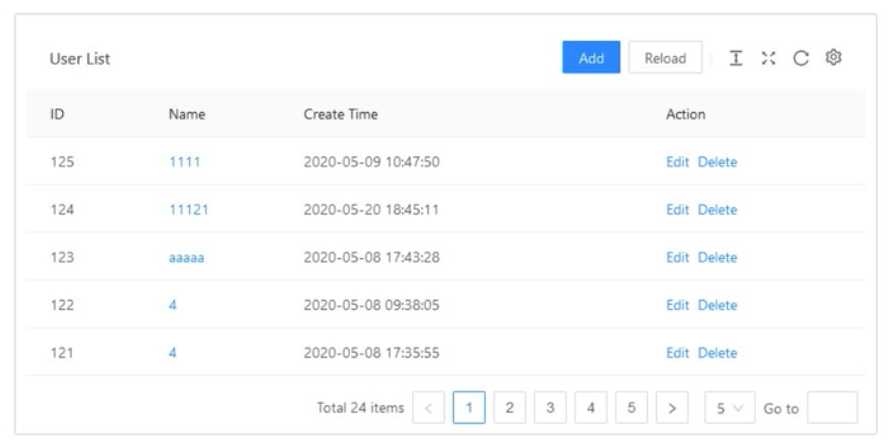 User List Add Reload
ID Name Create Time Action
125 1111 2020-05-09 10:47:50 Edit Delete
124 11121 2020-05-20 18:45:11 Edit Delete
123 aaaaa 2020-05-08 17:43:28 Edit Delete
122 4 2020-05-08 09:38:05 Edit Delete
121 4 2020-05-08 17:35:55 Edit Delete
Total 24 items < 1 2 3 4 5 > 5 Go to